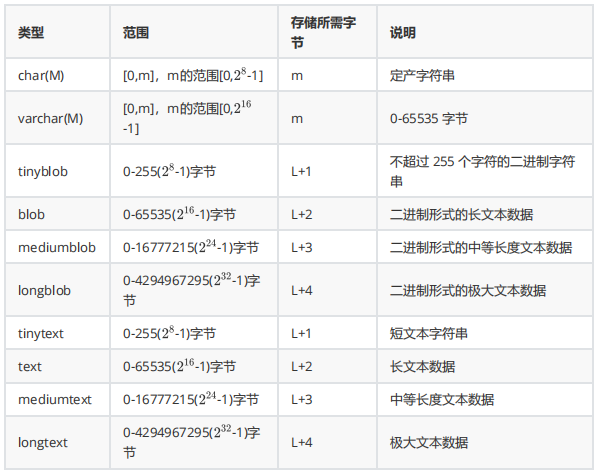 类型 范围 存储所需字节 说明
char(M) [0,m]，m的范围[0,2^8-1] m 定产字符串
varchar(M) [0,m]，m的范围[0,2^16-1] m 0-65535 字节
tinyblob 0-255(2^8-1)字节 L+1 不超过 255 个字符的二进制字符串
blob 0-65535(2^16-1)字节 L+2 二进制形式的长文本数据
mediumblob 0-16777215(2^24-1)字节 L+3 二进制形式的中等长度文本数据
longblob 0-4294967295(2^32-1)字节 L+4 二进制形式的极大文本数据
tinytext 0-255(2^8-1)字节 L+1 短文本字符串
text 0-65535(2^16-1)字节 L+2 长文本数据
mediumtext 0-16777215(2^24-1)字节 L+3 中等长度文本数据
longtext 0-4294967295(2^32-1)字节 L+4 极大文本数据